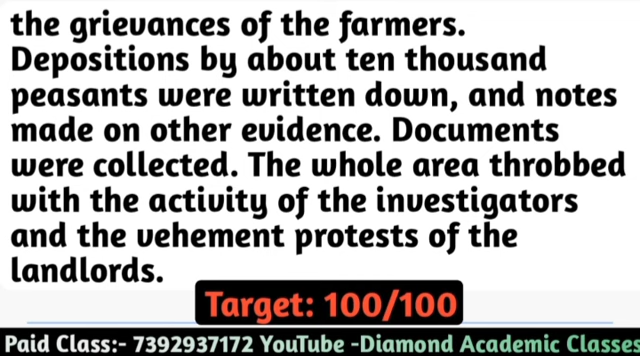 the grievances of the farmers.
Depositions by about ten thousand
peasants were written down, and notes
made on other evidence. Documents
were collected. The whole area throbbed
with the activity of the investigators
and the vehement protests of the
landlords.
Target: 100/100
Paid Class:- 7392937172 YouTube -Diamond Academic Classes